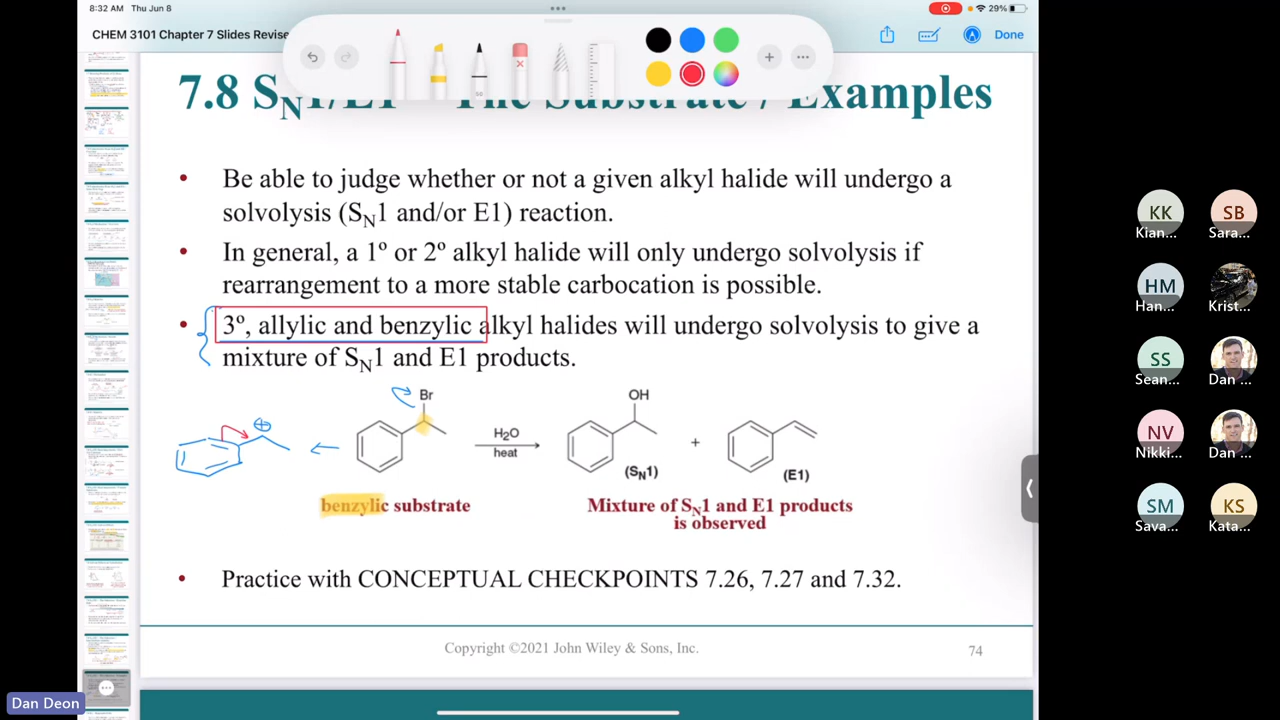 8:32 AM Thu Jun 8
29%
CHEM 3101 Chapter 7 Slides Revise
Done
50
7.8 SN1/E1 The Substrate / Examples
• Be able to judge whether or not a given alkyl halide will undergo a
solvolysis (SN1 and/or E1) reaction.
• In general, a 1º or 2º alkyl halide will only undergo solvolysis if
rearrangement to a more stable carbocation is possible.
• 3º, allylic and benzylic alkyl halides will undergo solvolysis to give a
mixture of SN1 and E1 products.
Br
OH
H2O
heat
+
(SN1)
(E1)
benzylic substrate
Mixture of SN1 and E1 products
is observed
• Practice with CONCEPTUAL CHECKPOINTS 7.26, 7.27 and 7.32.
Copyright ©2021 John Wiley & Sons, Inc.
74
KK
Kian...
SP
Sara...
HM
Han...
Krist...
SS
Sean...
Dan ...
NV
Nikki...
Dan ...
SM
Sava...
KS
Kata...
Dan Deon